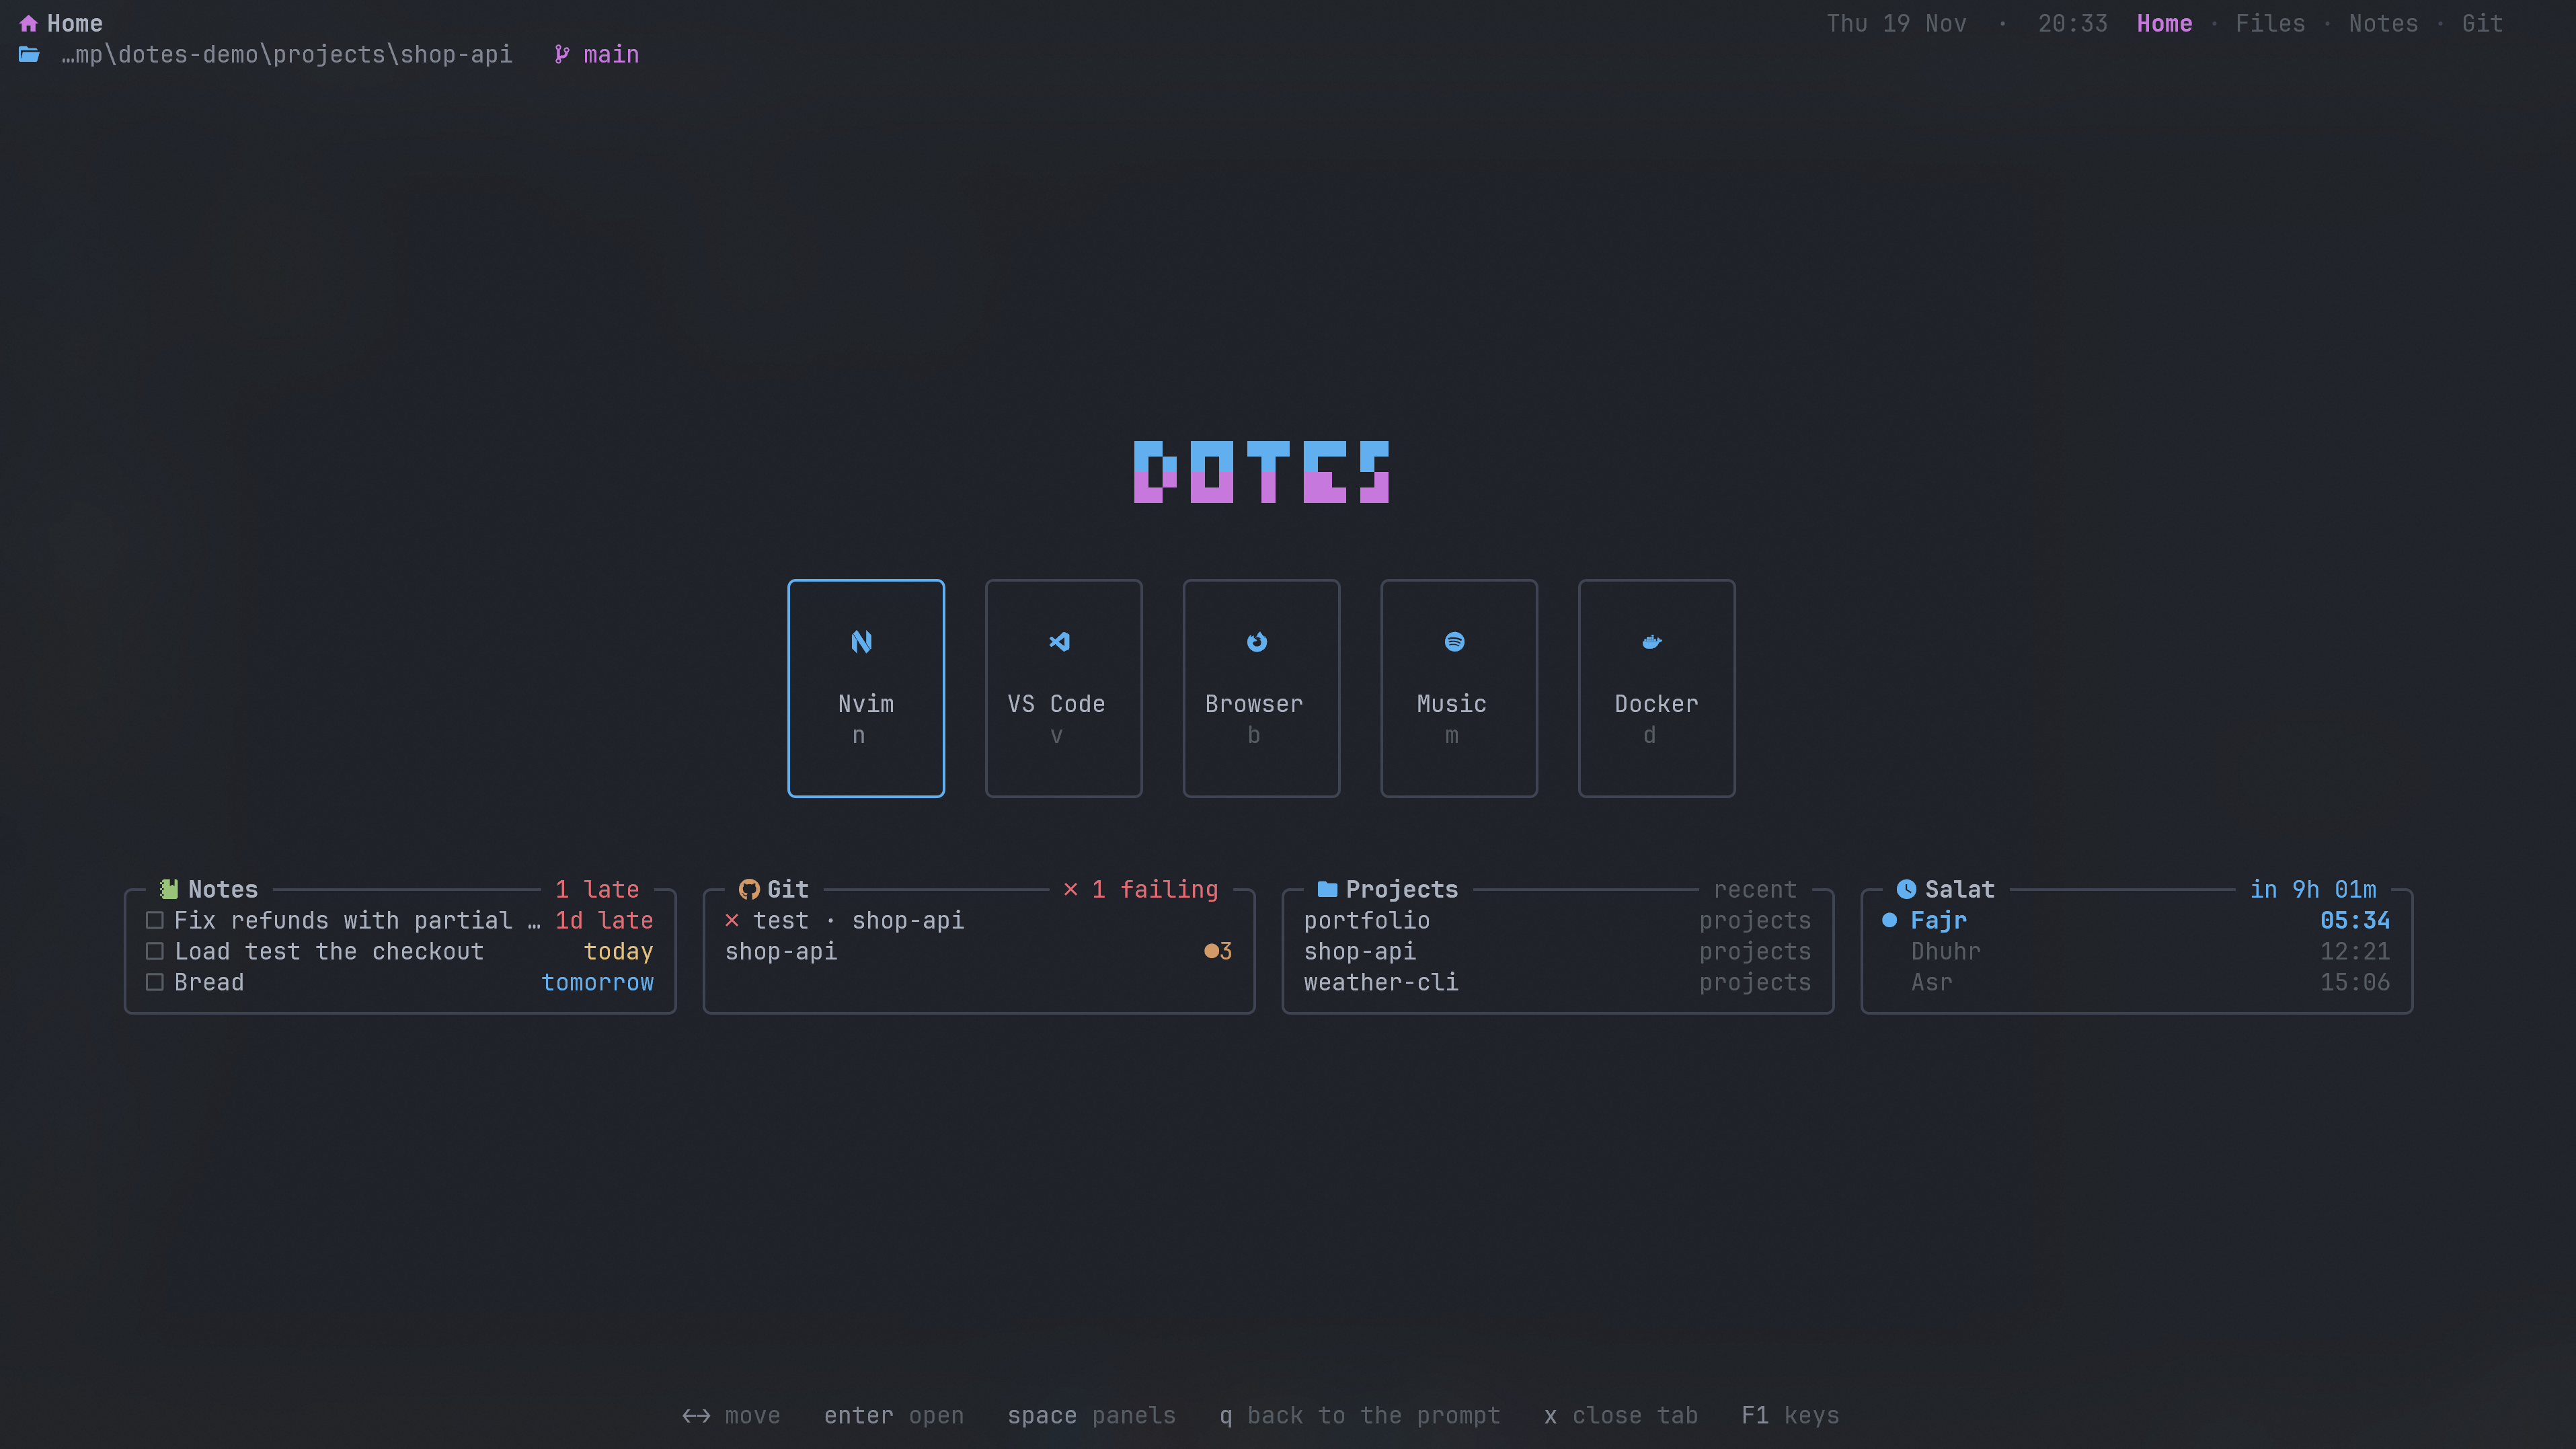 Home
Thu 19 Nov · 20:33 Home · Files · Notes · Git
…mp\dotes-demo\projects\shop-api main
DOTES
Nvim
n
VS Code
v
Browser
b
Music
m
Docker
d
Notes 1 late
Fix refunds with partial … 1d late
Load test the checkout today
Bread tomorrow
Git × 1 failing
× test · shop-api
shop-api ●3
Projects recent
portfolio projects
shop-api projects
weather-cli projects
Salat in 9h 01m
● Fajr 05:34
Dhuhr 12:21
Asr 15:06
↔ move enter open space panels q back to the prompt x close tab F1 keys